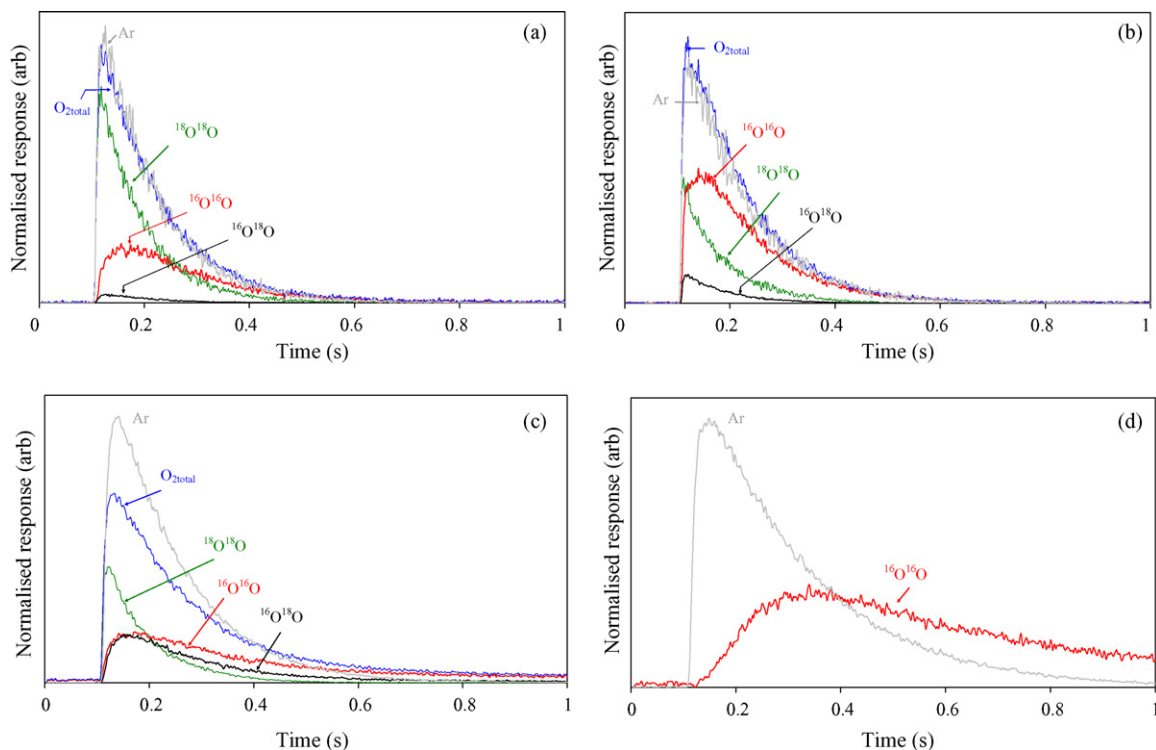 (a)
Normalised response (arb)
Ar
O₂total
¹⁸O¹⁸O
¹⁶O¹⁶O
¹⁶O¹⁸O
0
0.2
0.4
0.6
0.8
1
Time (s)
(b)
Normalised response (arb)
O₂total
Ar
¹⁶O¹⁶O
¹⁸O¹⁸O
¹⁶O¹⁸O
0
0.2
0.4
0.6
0.8
1
Time (s)
(c)
Normalised response (arb)
Ar
O₂total
¹⁸O¹⁸O
¹⁶O¹⁶O
¹⁶O¹⁸O
0
0.2
0.4
0.6
0.8
1
Time (s)
(d)
Normalised response (arb)
Ar
¹⁶O¹⁶O
0
0.2
0.4
0.6
0.8
1
Time (s)